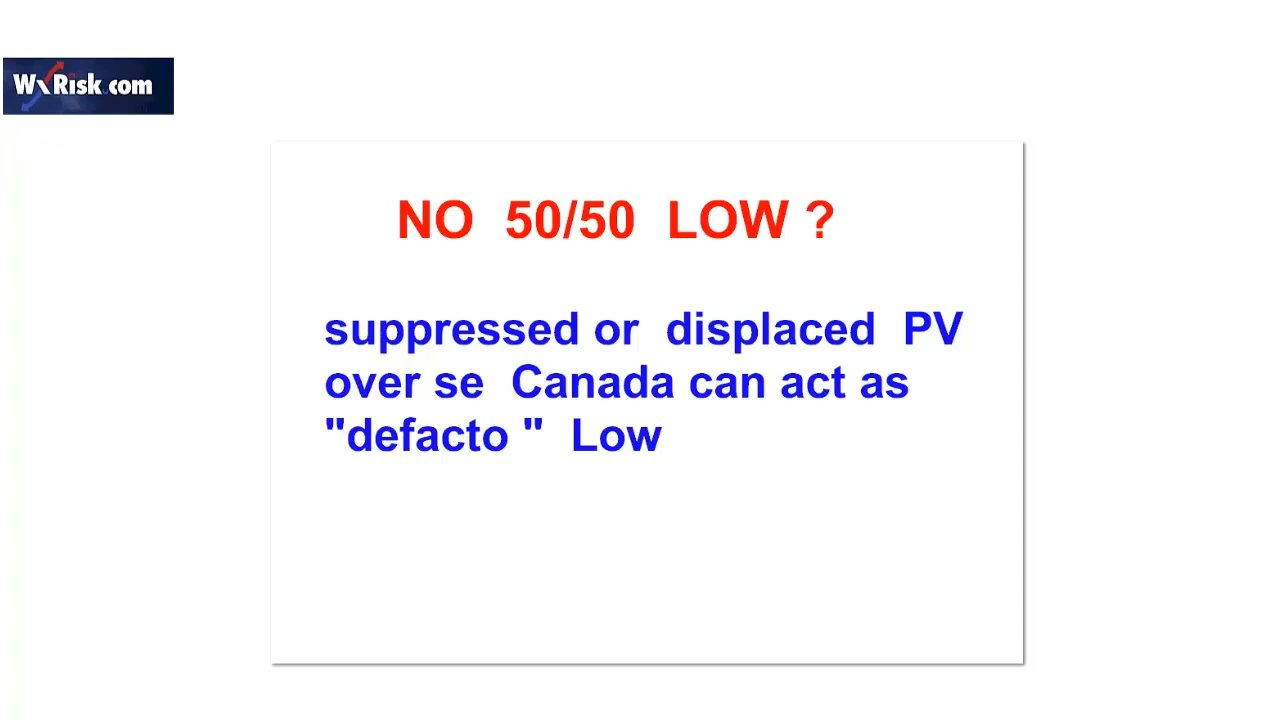 WxRisk.com
NO 50/50 LOW ?
suppressed or displaced PV
over se Canada can act as
"defacto " Low